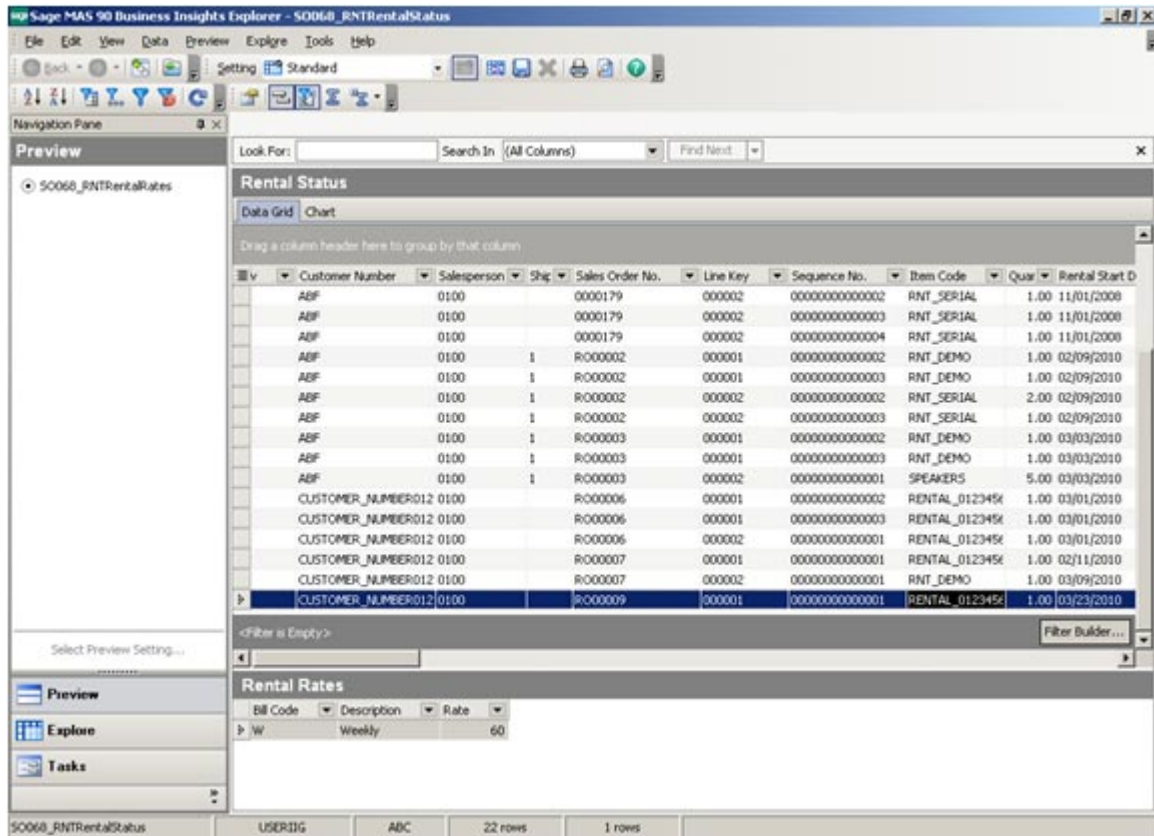 Sage MAS 90 Business Insights Explorer - SO068_RNTRentalStatus
File Edit View Data Preview Explore Tools Help
Back Setting Standard
Navigation Pane
Preview
SO068_RNTRentalRates
Look For: Search In (All Columns) Find Next
Rental Status
Data Grid Chart
Drag a column header here to group by that column
v Customer Number Salesperson Ship Sales Order No. Line Key Sequence No. Item Code Quar Rental Start D
ABF 0100 0000179 000002 00000000000002 RNT_SERIAL 1.00 11/01/2008
ABF 0100 0000179 000002 00000000000003 RNT_SERIAL 1.00 11/01/2008
ABF 0100 0000179 000002 00000000000004 RNT_SERIAL 1.00 11/01/2008
ABF 0100 1 RO00002 000001 00000000000002 RNT_DEMO 1.00 02/09/2010
ABF 0100 1 RO00002 000001 00000000000003 RNT_DEMO 1.00 02/09/2010
ABF 0100 1 RO00002 000002 00000000000002 RNT_SERIAL 2.00 02/09/2010
ABF 0100 1 RO00002 000002 00000000000003 RNT_SERIAL 1.00 02/09/2010
ABF 0100 1 RO00003 000001 00000000000002 RNT_DEMO 1.00 03/03/2010
ABF 0100 1 RO00003 000001 00000000000003 RNT_DEMO 1.00 03/03/2010
ABF 0100 1 RO00003 000002 00000000000001 SPEAKERS 5.00 03/03/2010
CUSTOMER_NUMBER012 0100 RO00006 000001 00000000000002 RENTAL_0123456 1.00 03/01/2010
CUSTOMER_NUMBER012 0100 RO00006 000001 00000000000003 RENTAL_0123456 1.00 03/01/2010
CUSTOMER_NUMBER012 0100 RO00006 000002 00000000000001 RENTAL_0123456 1.00 03/01/2010
CUSTOMER_NUMBER012 0100 RO00007 000001 00000000000001 RENTAL_0123456 1.00 02/11/2010
CUSTOMER_NUMBER012 0100 RO00007 000002 00000000000001 RNT_DEMO 1.00 03/09/2010
CUSTOMER_NUMBER012 0100 RO00009 000001 00000000000001 RENTAL_0123456 1.00 03/23/2010
<Filter is Empty> Filter Builder...
Select Preview Setting...
Preview
Explore
Tasks
Rental Rates
Bill Code Description Rate
W Weekly 60
SO068_RNTRentalStatus USERIIG ABC 22 rows 1 rows